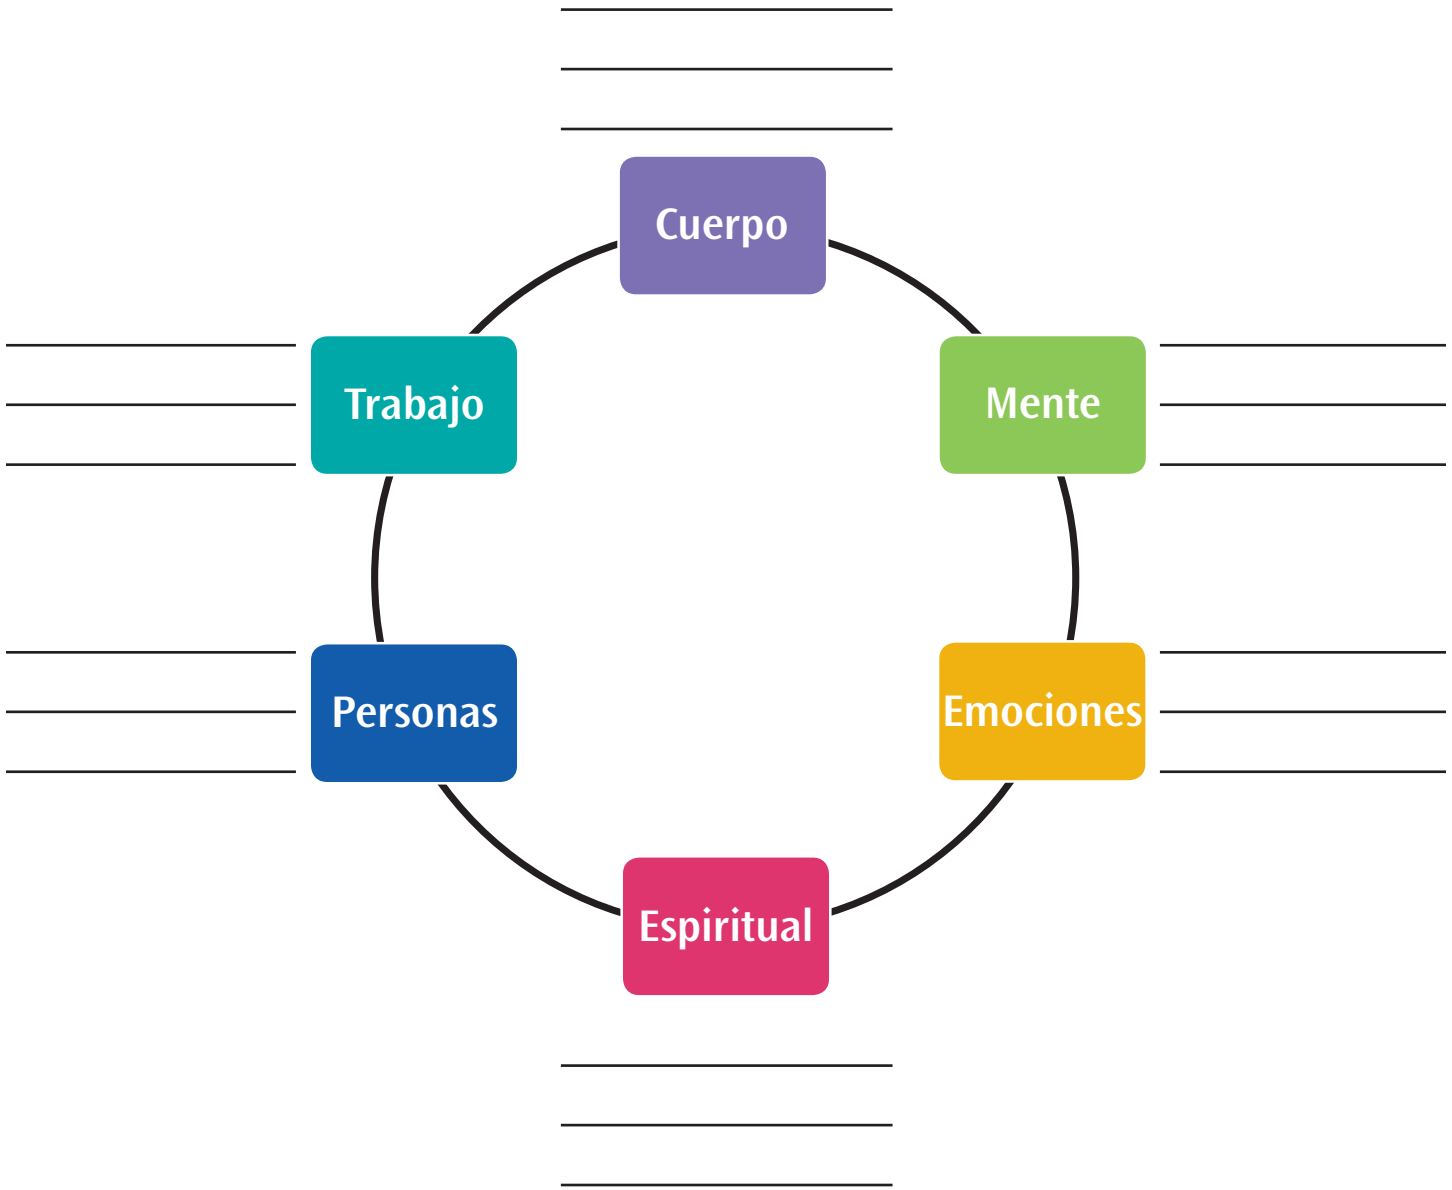 Cuerpo
Trabajo
Mente
Personas
Emociones
Espiritual